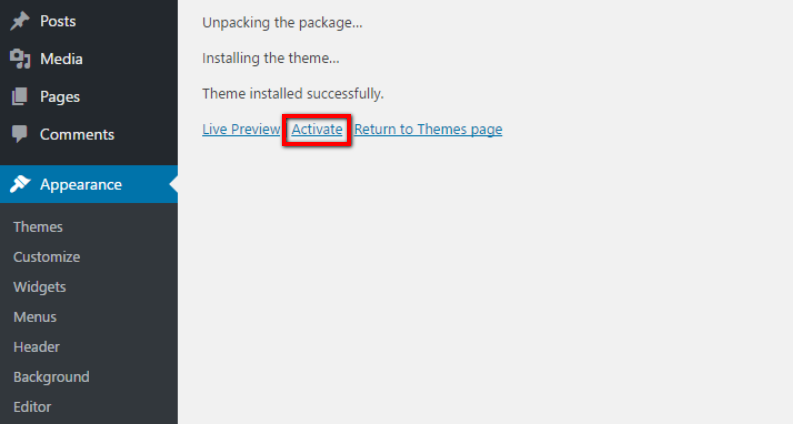 Posts
Media
Pages
Comments
Appearance
Themes
Customize
Widgets
Menus
Header
Background
Editor
Unpacking the package…
Installing the theme…
Theme installed successfully.
Live Preview Activate Return to Themes page